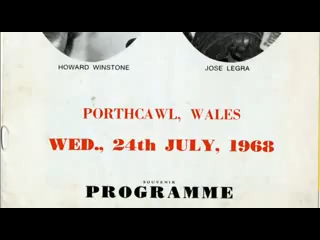 HOWARD WINSTONE
JOSE LEGRA
PORTHCAWL, WALES
WED., 24th JULY, 1968
SOUVENIR
PROGRAMME